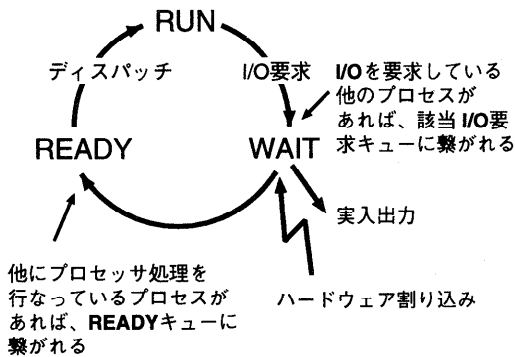 RUN
ディスパッチ
I/O要求
I/Oを要求している
他のプロセスが
あれば、該当I/O要
求キューに繋がれる
READY
WAIT
実入出力
他にプロセッサ処理を
行なっているプロセスが
あれば、READYキューに
繋がれる
ハードウェア割り込み